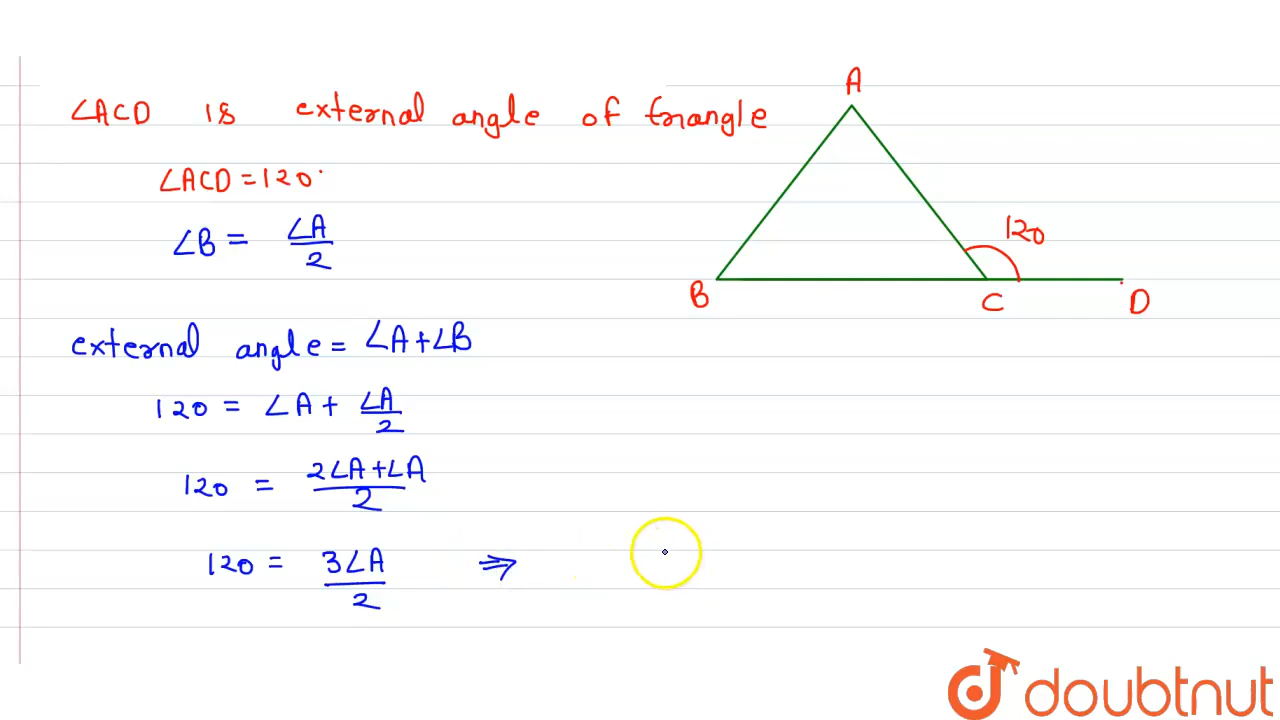 ∠ACD is external angle of triangle
∠ACD = 120°
∠B = ∠A/2
external angle = ∠A + ∠B
120 = ∠A + ∠A/2
120 = 2∠A + ∠A/2
120 = 3∠A/2 ⇒
A
120
B
C
D
doubtnut